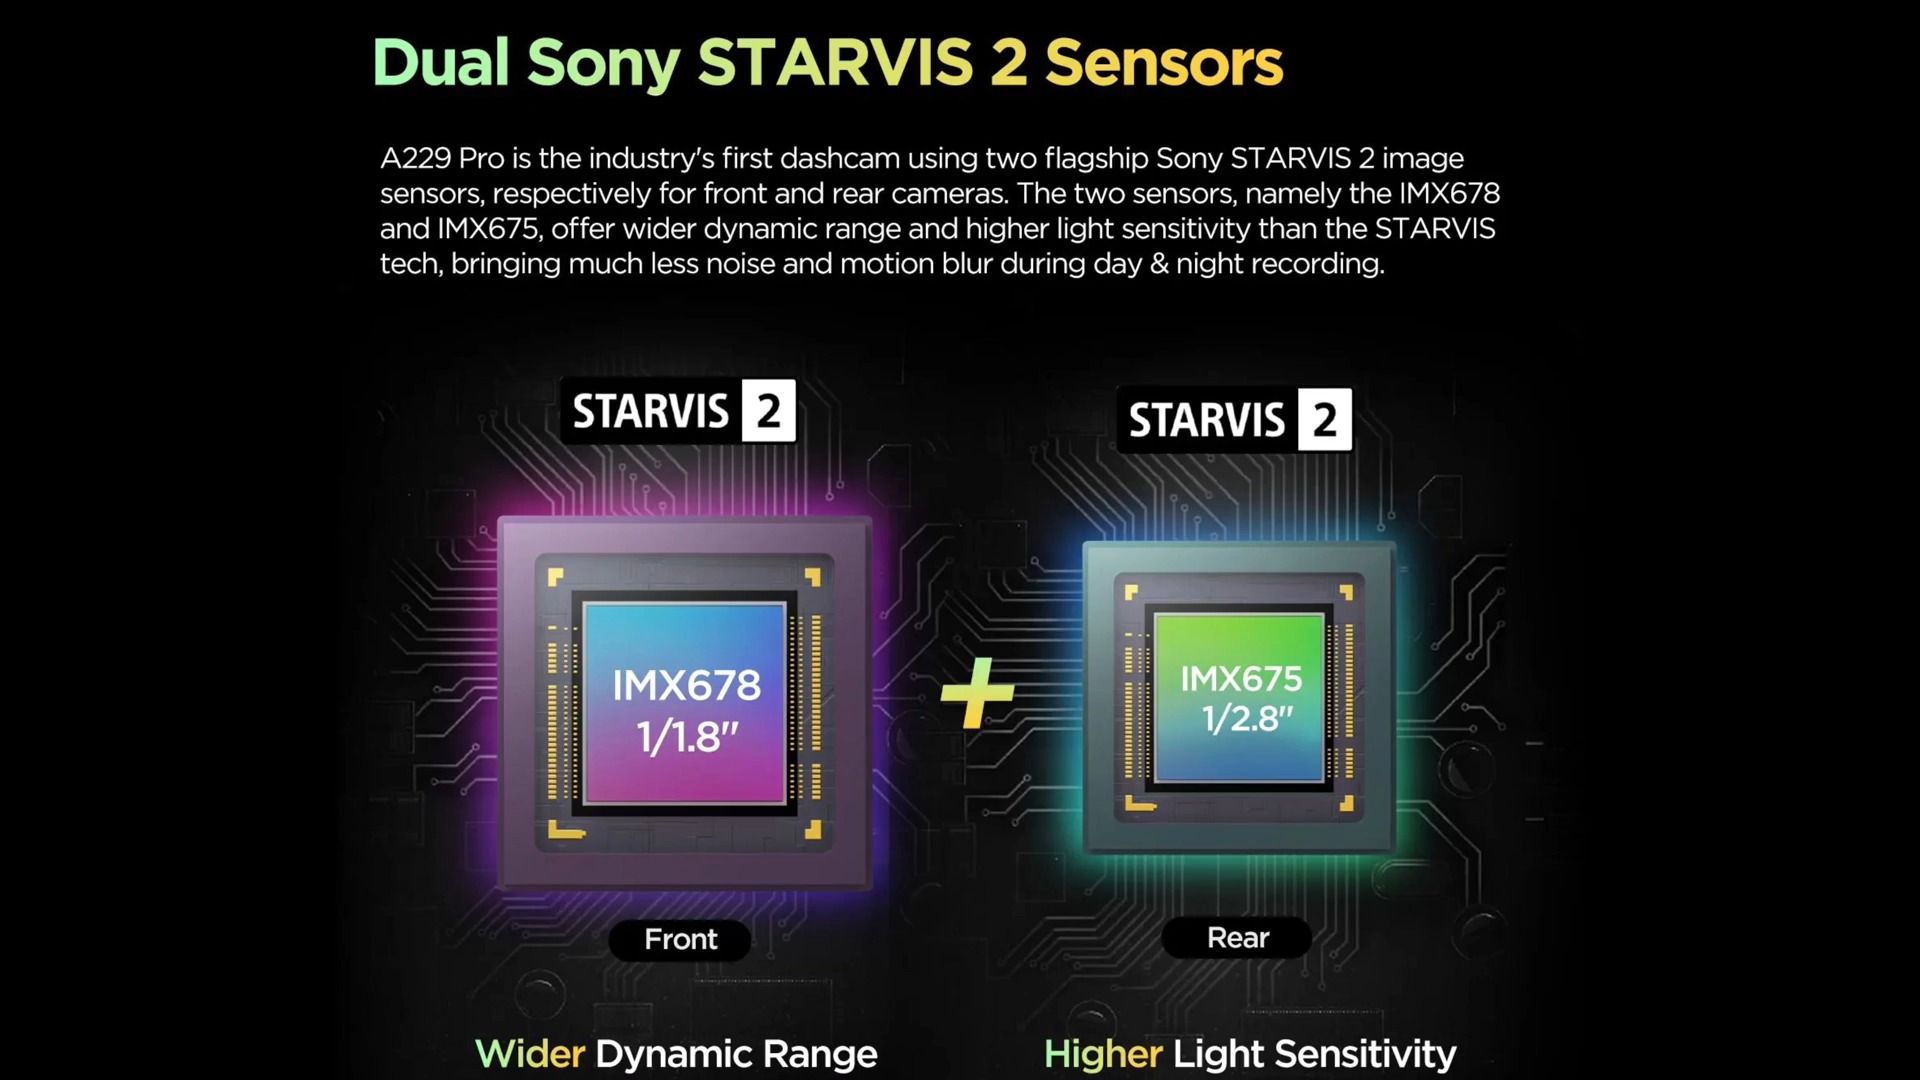 Dual Sony STARVIS 2 Sensors
A229 Pro is the industry's first dashcam using two flagship Sony STARVIS 2 image
sensors, respectively for front and rear cameras. The two sensors, namely the IMX678
and IMX675, offer wider dynamic range and higher light sensitivity than the STARVIS
tech, bringing much less noise and motion blur during day & night recording.
STARVIS 2
STARVIS 2
IMX678
1/1.8"
+
IMX675
1/2.8"
Front
Rear
Wider Dynamic Range
Higher Light Sensitivity